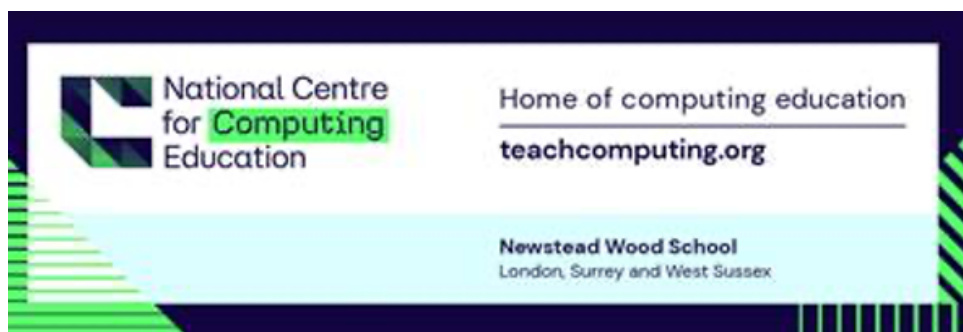 National Centre
for Computing
Education
Home of computing education
teachcomputing.org
Newstead Wood School
London, Surrey and West Sussex